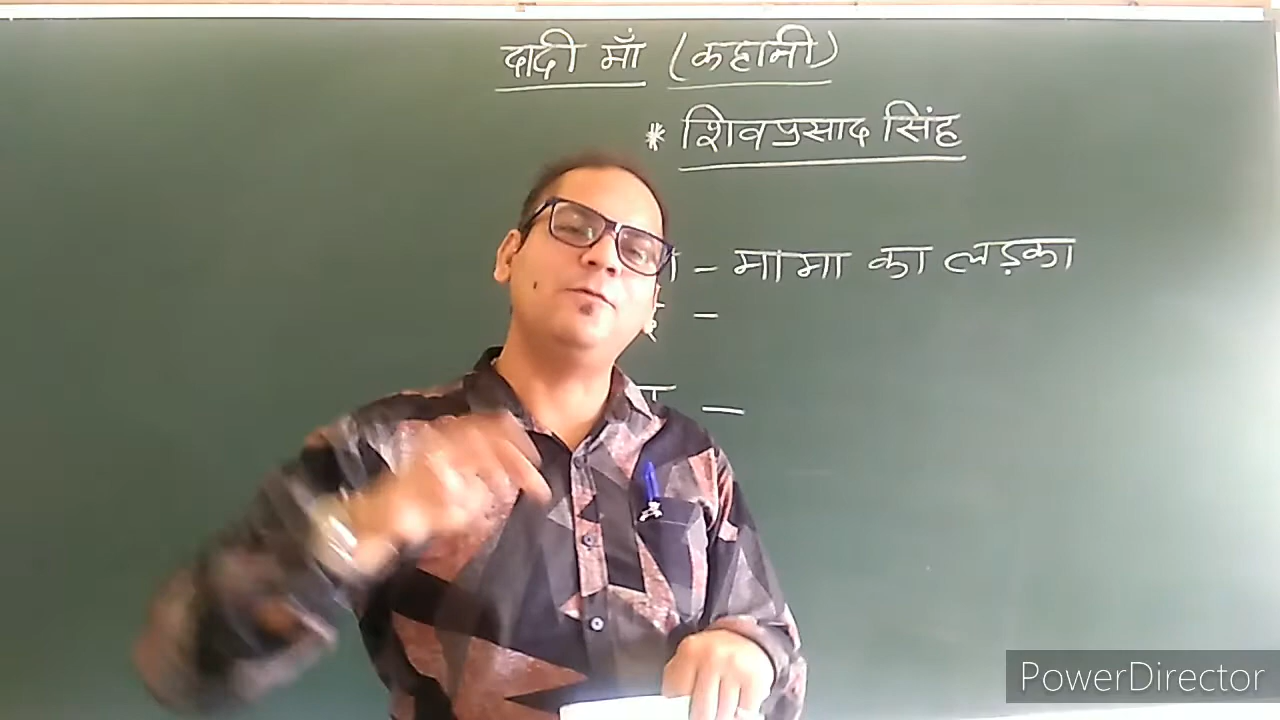 दादी माँ (कहानी)
* शिवप्रसाद सिंह
- मामा का लड़का
-
-
PowerDirector